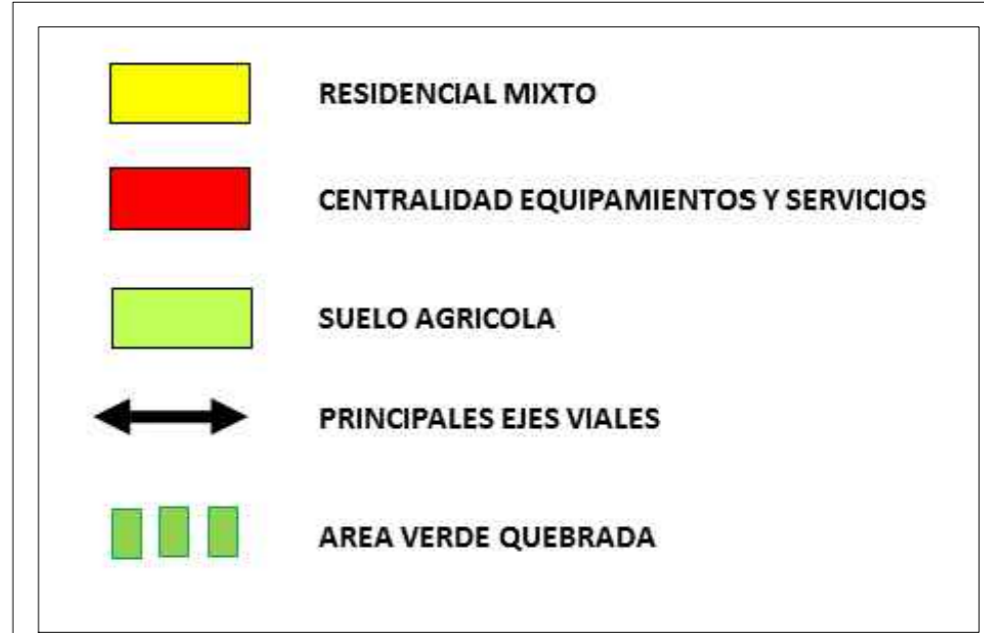 RESIDENCIAL MIXTO
CENTRALIDAD EQUIPAMIENTOS Y SERVICIOS
SUELO AGRICOLA
PRINCIPALES EJES VIALES
AREA VERDE QUEBRADA